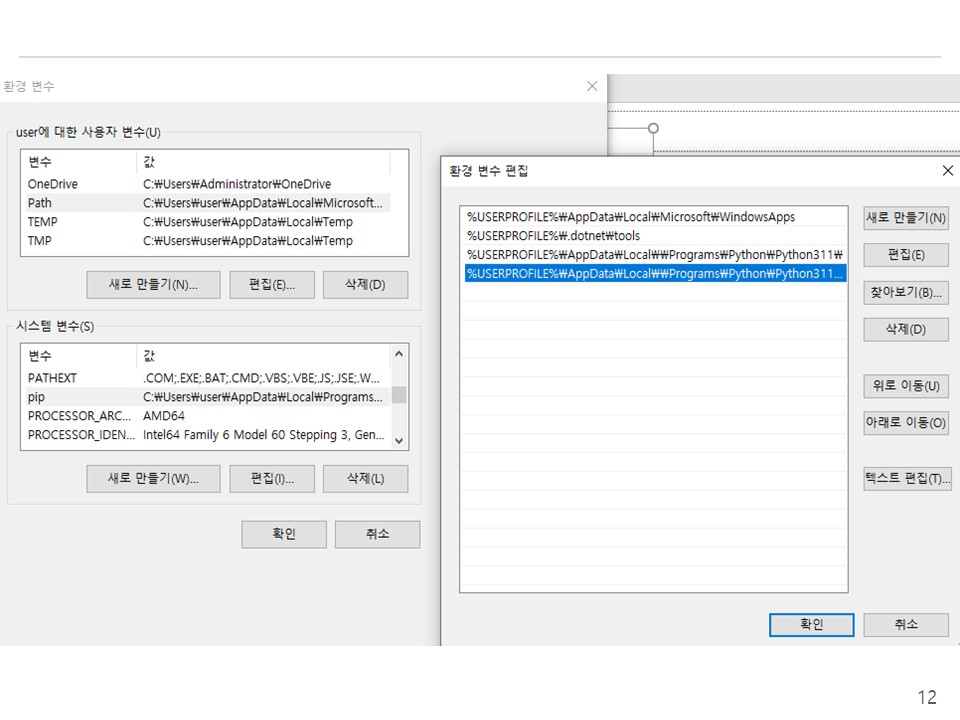 환경 변수
user에 대한 사용자 변수(U)
변수 값
OneDrive C:₩Users₩Administrator₩OneDrive
Path C:₩Users₩user₩AppData₩Local₩Microsoft...
TEMP C:₩Users₩user₩AppData₩Local₩Temp
TMP C:₩Users₩user₩AppData₩Local₩Temp
새로 만들기(N)... 편집(E)... 삭제(D)
시스템 변수(S)
변수 값
PATHEXT .COM;.EXE;.BAT;.CMD;.VBS;.VBE;.JS;.JSE;.W...
pip C:₩Users₩user₩AppData₩Local₩Programs...
PROCESSOR_ARC... AMD64
PROCESSOR_IDEN... Intel64 Family 6 Model 60 Stepping 3, Gen...
새로 만들기(W)... 편집(I)... 삭제(L)
확인 취소
환경 변수 편집
%USERPROFILE%₩AppData₩Local₩Microsoft₩WindowsApps
%USERPROFILE%₩.dotnet₩tools
%USERPROFILE%₩AppData₩Local₩₩Programs₩Python₩Python311₩
%USERPROFILE%₩AppData₩Local₩₩Programs₩Python₩Python311...
새로 만들기(N)
편집(E)
찾아보기(B)...
삭제(D)
위로 이동(U)
아래로 이동(O)
텍스트 편집(T)...
확인 취소
12